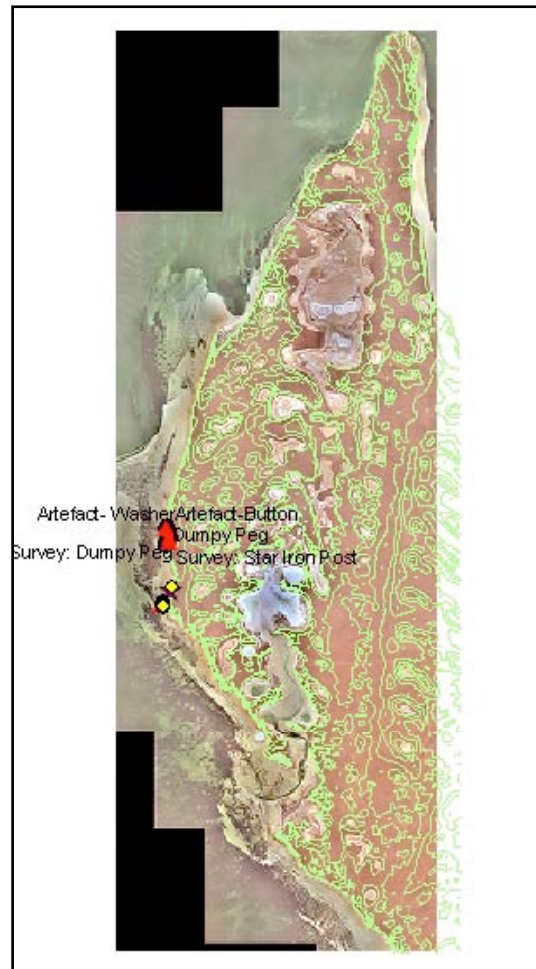 Artefact- Washer Artefact-Button
Dumpy Peg
Survey: Dumpy Peg
Survey: Star Iron Post